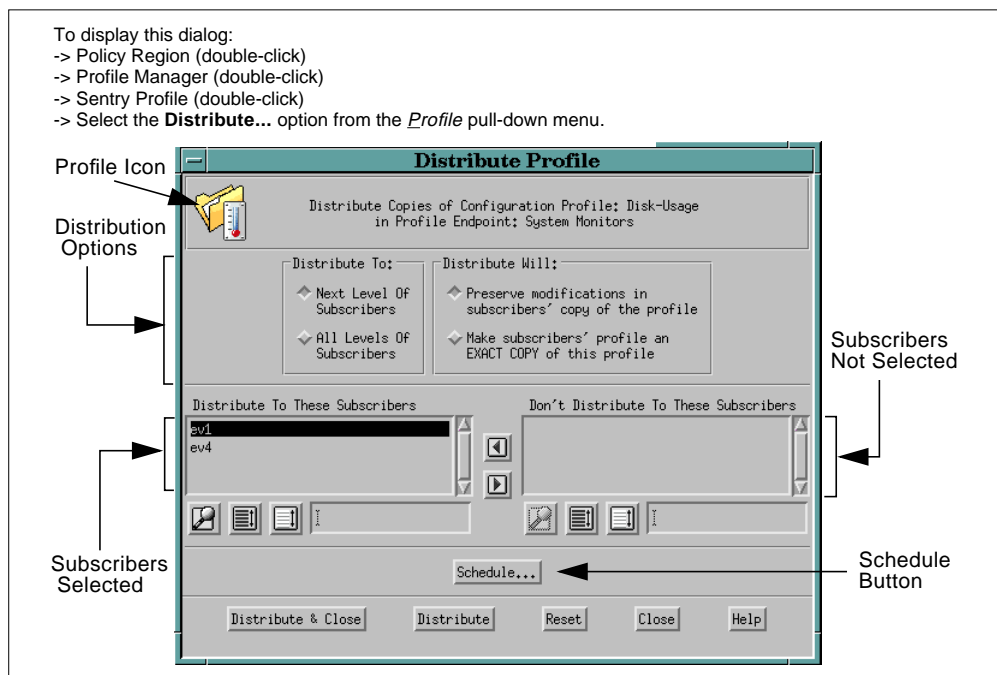 To display this dialog:
-> Policy Region (double-click)
-> Profile Manager (double-click)
-> Sentry Profile (double-click)
-> Select the Distribute... option from the Profile pull-down menu.
Profile Icon
Distribute Profile
Distribute Copies of Configuration Profile: Disk-Usage
in Profile Endpoint: System Monitors
Distribution
Options
Distribute To:
Next Level Of
Subscribers
All Levels Of
Subscribers
Distribute Will:
Preserve modifications in
subscribers' copy of the profile
Make subscribers' profile an
EXACT COPY of this profile
Subscribers
Not Selected
Distribute To These Subscribers
ev1
ev4
Don't Distribute To These Subscribers
Subscribers
Selected
Schedule...
Schedule
Button
Distribute & Close
Distribute
Reset
Close
Help